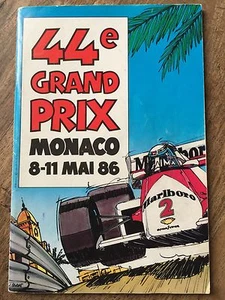 44e
GRAND
PRIX
MONACO
8-11 MAI 86
Marlboro
Marlboro
2